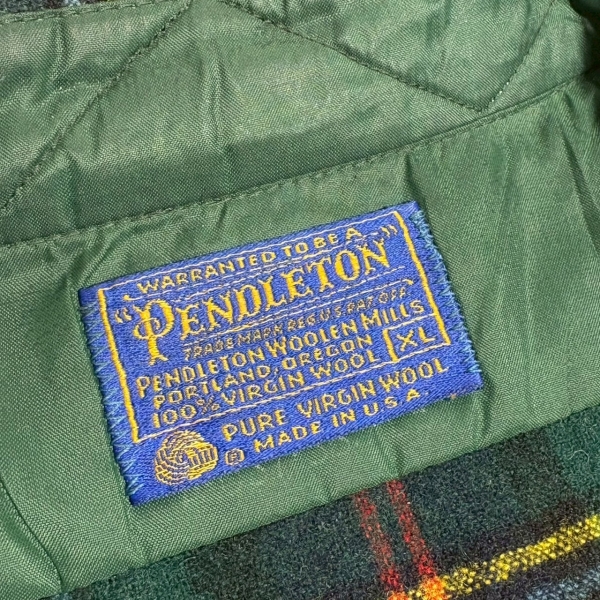 WARRANTED TO BE A
"PENDLETON"
TRADE MARK REG. U.S. PAT. OFF.
PENDLETON WOOLEN MILLS
PORTLAND, OREGON
100% VIRGIN WOOL
XL
PURE VIRGIN WOOL
® MADE IN U.S.A.